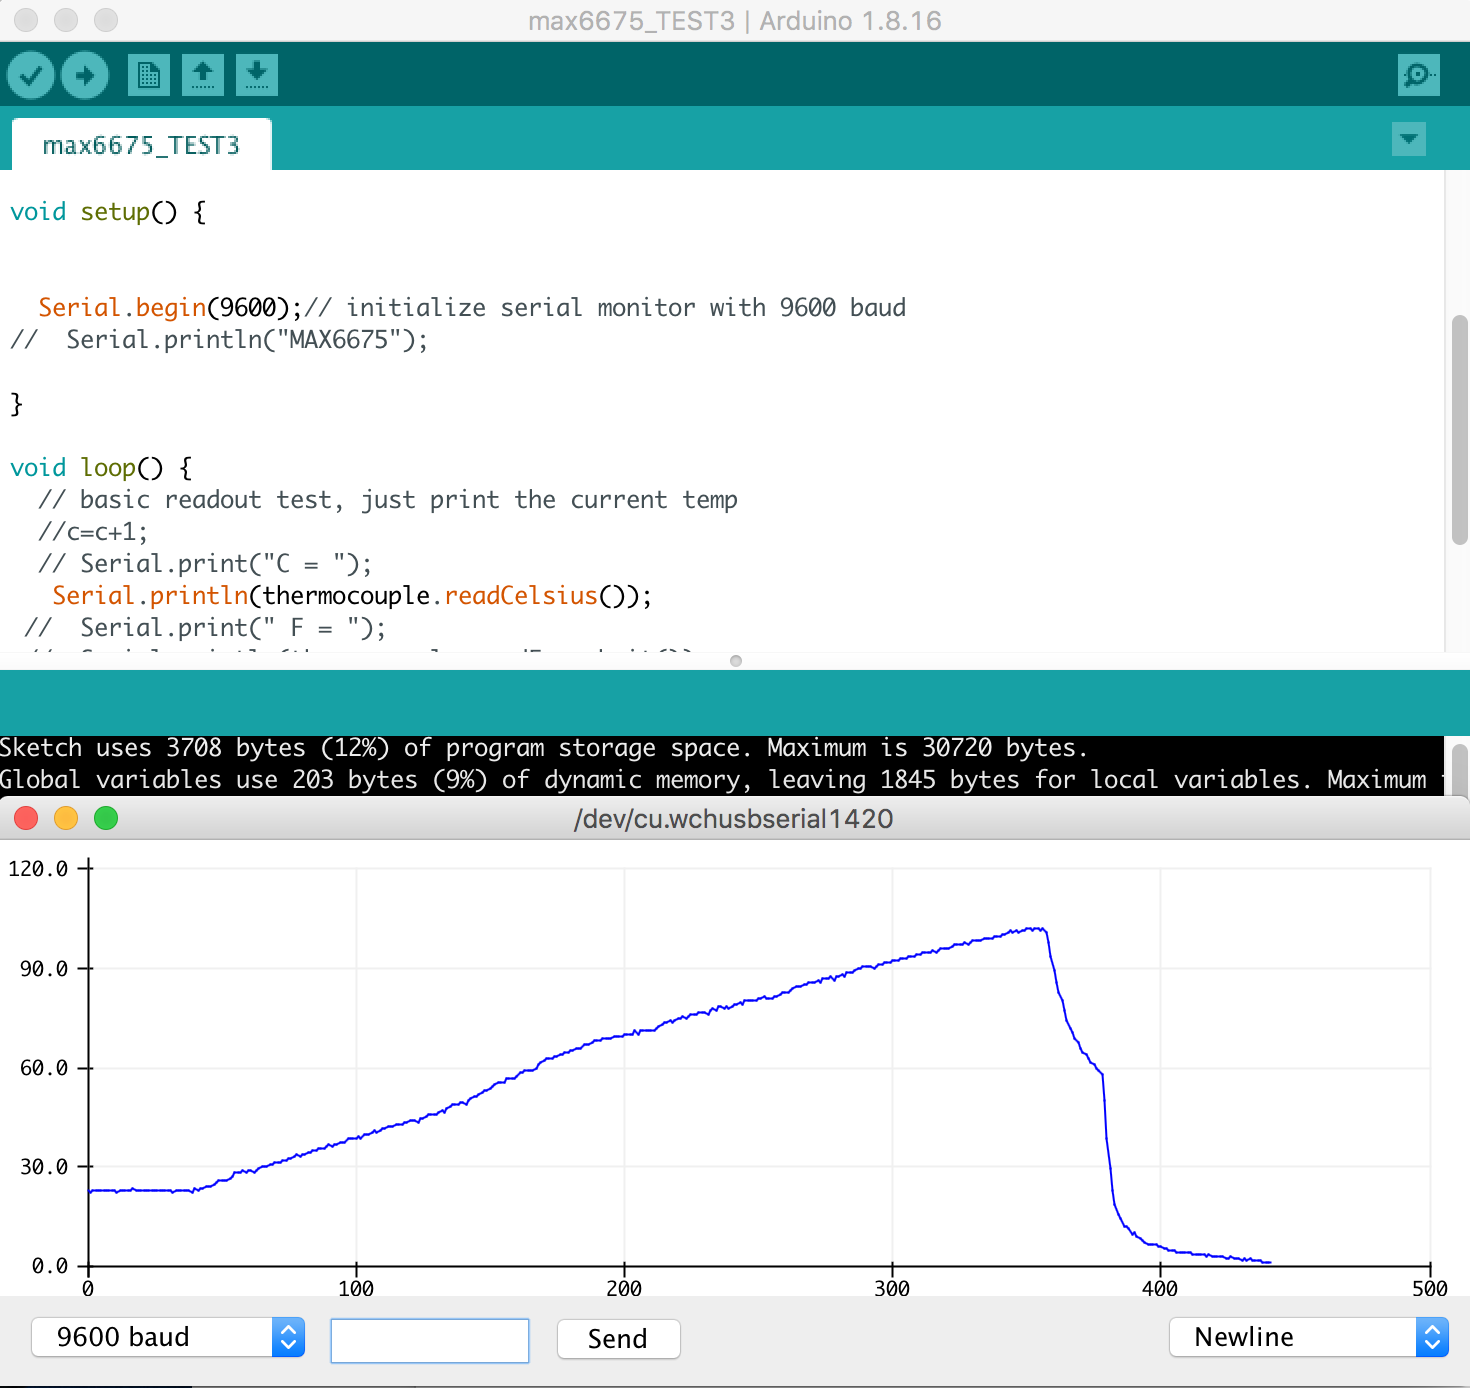 max6675_TEST3 | Arduino 1.8.16
max6675_TEST3
void setup() {
Serial.begin(9600);// initialize serial monitor with 9600 baud
//  Serial.println("MAX6675");
}
void loop() {
// basic readout test, just print the current temp
//c=c+1;
// Serial.print("C = ");
Serial.println(thermocouple.readCelsius());
//  Serial.print(" F = ");
Sketch uses 3708 bytes (12%) of program storage space. Maximum is 30720 bytes.
Global variables use 203 bytes (9%) of dynamic memory, leaving 1845 bytes for local variables. Maximum
/dev/cu.wchusbserial1420
120.0
90.0
60.0
30.0
0.0
0 100 200 300 400 500
9600 baud Send Newline